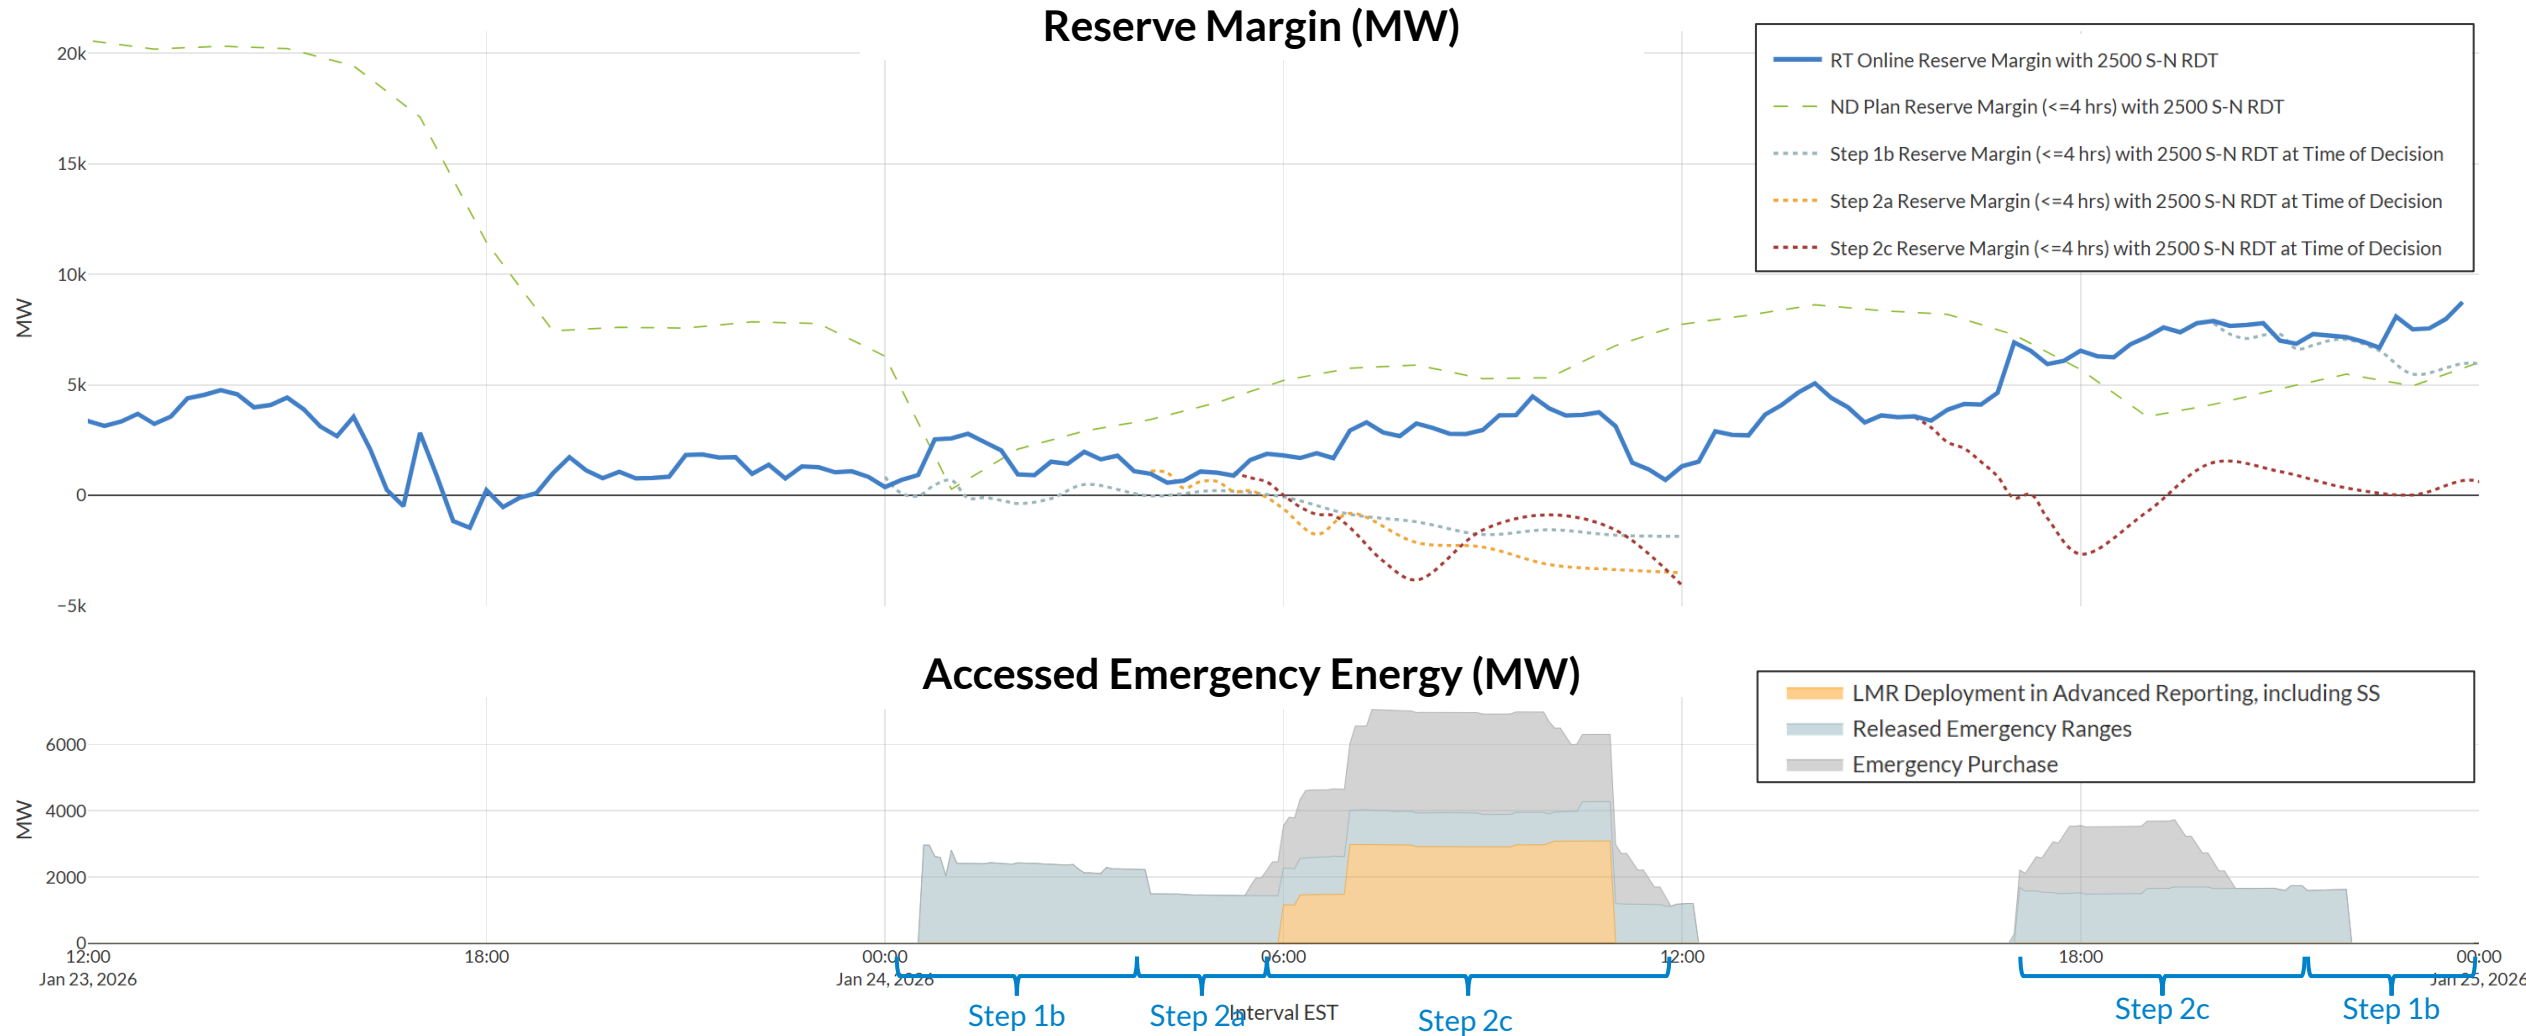 Reserve Margin (MW)
20k
15k
10k
5k
0
−5k
MW
RT Online Reserve Margin with 2500 S-N RDT
ND Plan Reserve Margin (<=4 hrs) with 2500 S-N RDT
Step 1b Reserve Margin (<=4 hrs) with 2500 S-N RDT at Time of Decision
Step 2a Reserve Margin (<=4 hrs) with 2500 S-N RDT at Time of Decision
Step 2c Reserve Margin (<=4 hrs) with 2500 S-N RDT at Time of Decision
Accessed Emergency Energy (MW)
LMR Deployment in Advanced Reporting, including SS
Released Emergency Ranges
Emergency Purchase
6000
4000
2000
0
MW
12:00 18:00 00:00 06:00 12:00 18:00 00:00
Jan 23, 2026 Jan 24, 2026 Jan 25, 2026
Step 1b Step 2a Interval EST Step 2c Step 2c Step 1b